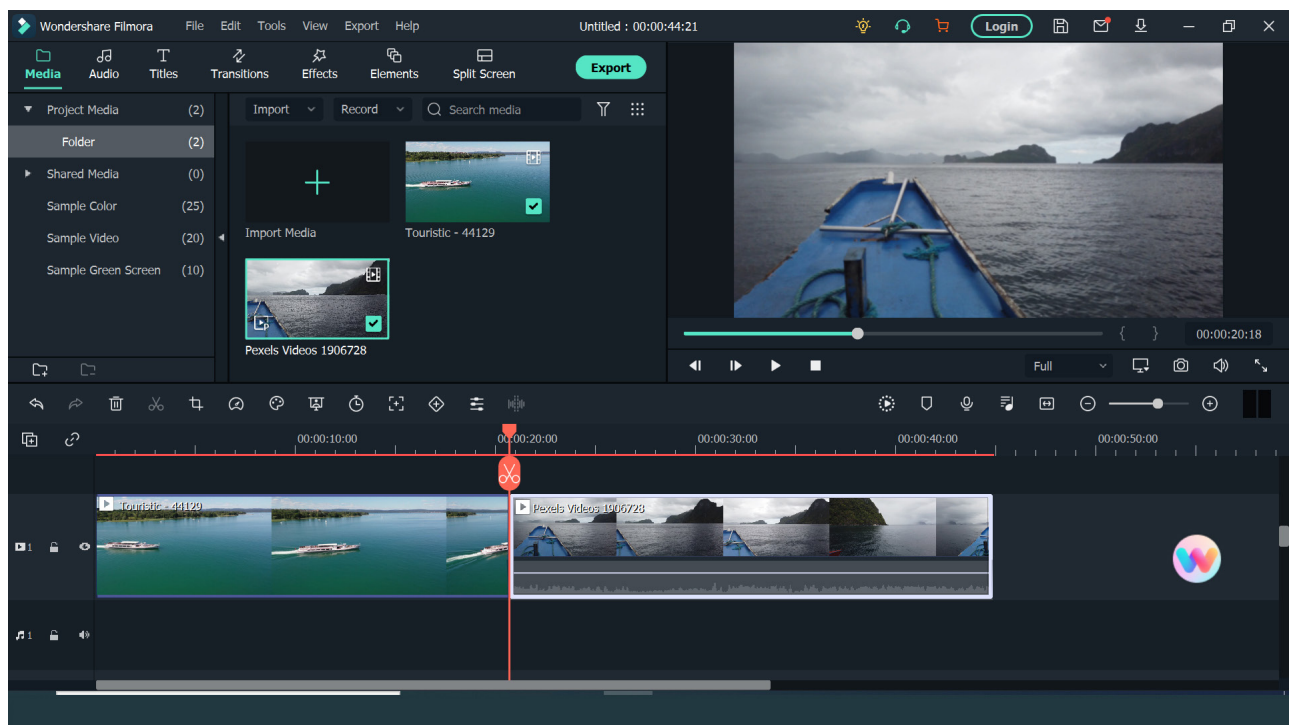 Wondershare Filmora File Edit Tools View Export Help Untitled : 00:00:44:21 Login
Media Audio Titles Transitions Effects Elements Split Screen Export
Project Media (2)
Folder (2)
Shared Media (0)
Sample Color (25)
Sample Video (20)
Sample Green Screen (10)
Import Record Search media
Import Media
Touristic - 44129
Pexels Videos 1906728
{ } 00:00:20:18
Full
00:00:10:00 00:00:20:00 00:00:30:00 00:00:40:00 00:00:50:00
Touristic - 44129
Pexels Videos 1906728
1
1